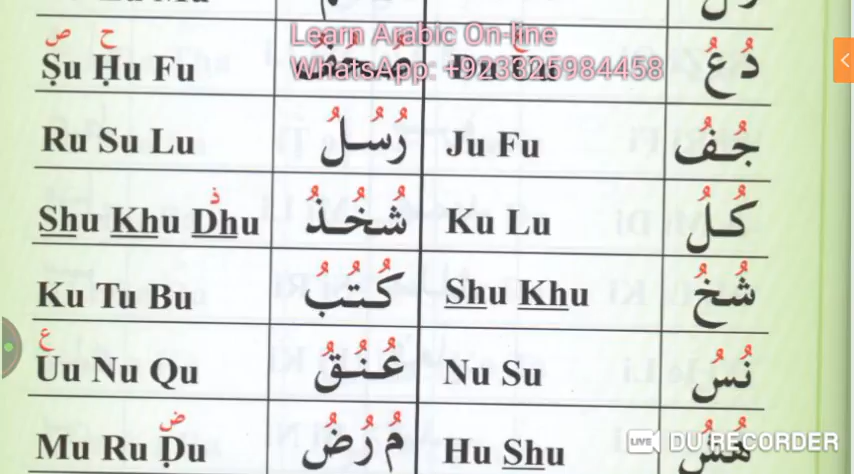 Learn Arabic On-line
WhatsApp: +923325984458
ص ح
Ṣu Ḥu Fu صُحُفُ دُعُ
Ru Su Lu رُسُلُ Ju Fu جُفُ
ذ
Shu Khu Dhu شُخُذُ Ku Lu كُلُ
Ku Tu Bu كُتُبُ Shu Khu شُخُ
ع
Uu Nu Qu عُنُقُ Nu Su نُسُ
ض
Mu Ru Ḍu مُ رُضُ Hu Shu هُشُ
LIVE DU RECORDER